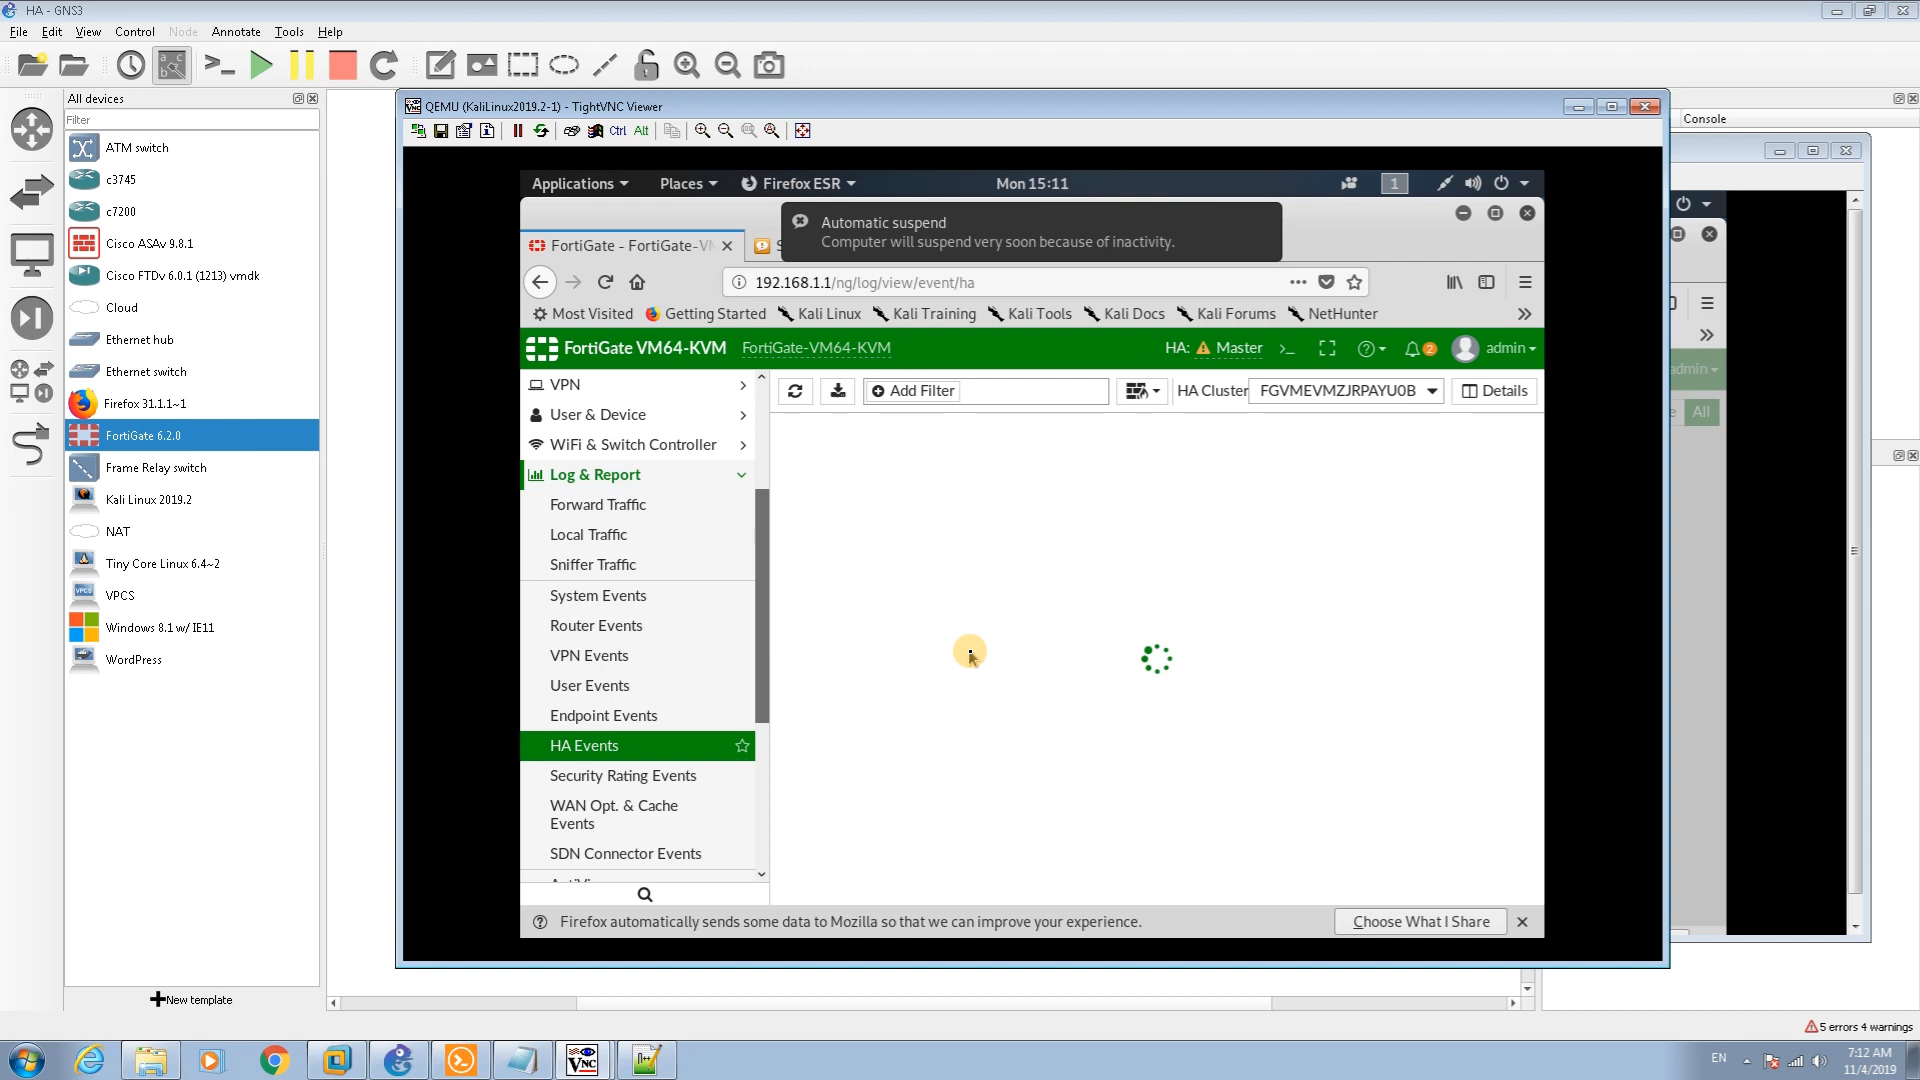 HA - GNS3
File Edit View Control Node Annotate Tools Help
All devices
Filter
ATM switch
c3745
c7200
Cisco ASAv 9.8.1
Cisco FTDv 6.0.1 (1213) vmdk
Cloud
Ethernet hub
Ethernet switch
Firefox 31.1.1~1
FortiGate 6.2.0
Frame Relay switch
Kali Linux 2019.2
NAT
Tiny Core Linux 6.4~2
VPCS
Windows 8.1 w/ IE11
WordPress
New template
QEMU (KaliLinux2019.2-1) - TightVNC Viewer
Ctrl Alt
Applications Places Firefox ESR Mon 15:11 1
Automatic suspend
Computer will suspend very soon because of inactivity.
FortiGate - FortiGate-VM
192.168.1.1/ng/log/view/event/ha
Most Visited Getting Started Kali Linux Kali Training Kali Tools Kali Docs Kali Forums NetHunter
FortiGate VM64-KVM FortiGate-VM64-KVM HA: Master 2 admin
VPN
User & Device
WiFi & Switch Controller
Log & Report
Forward Traffic
Local Traffic
Sniffer Traffic
System Events
Router Events
VPN Events
User Events
Endpoint Events
HA Events
Security Rating Events
WAN Opt. & Cache
Events
SDN Connector Events
Add Filter HA Cluster FGVMEVMZJRPAYU0B Details
Firefox automatically sends some data to Mozilla so that we can improve your experience. Choose What I Share
Console
All
5 errors 4 warnings
EN
7:12 AM
11/4/2019